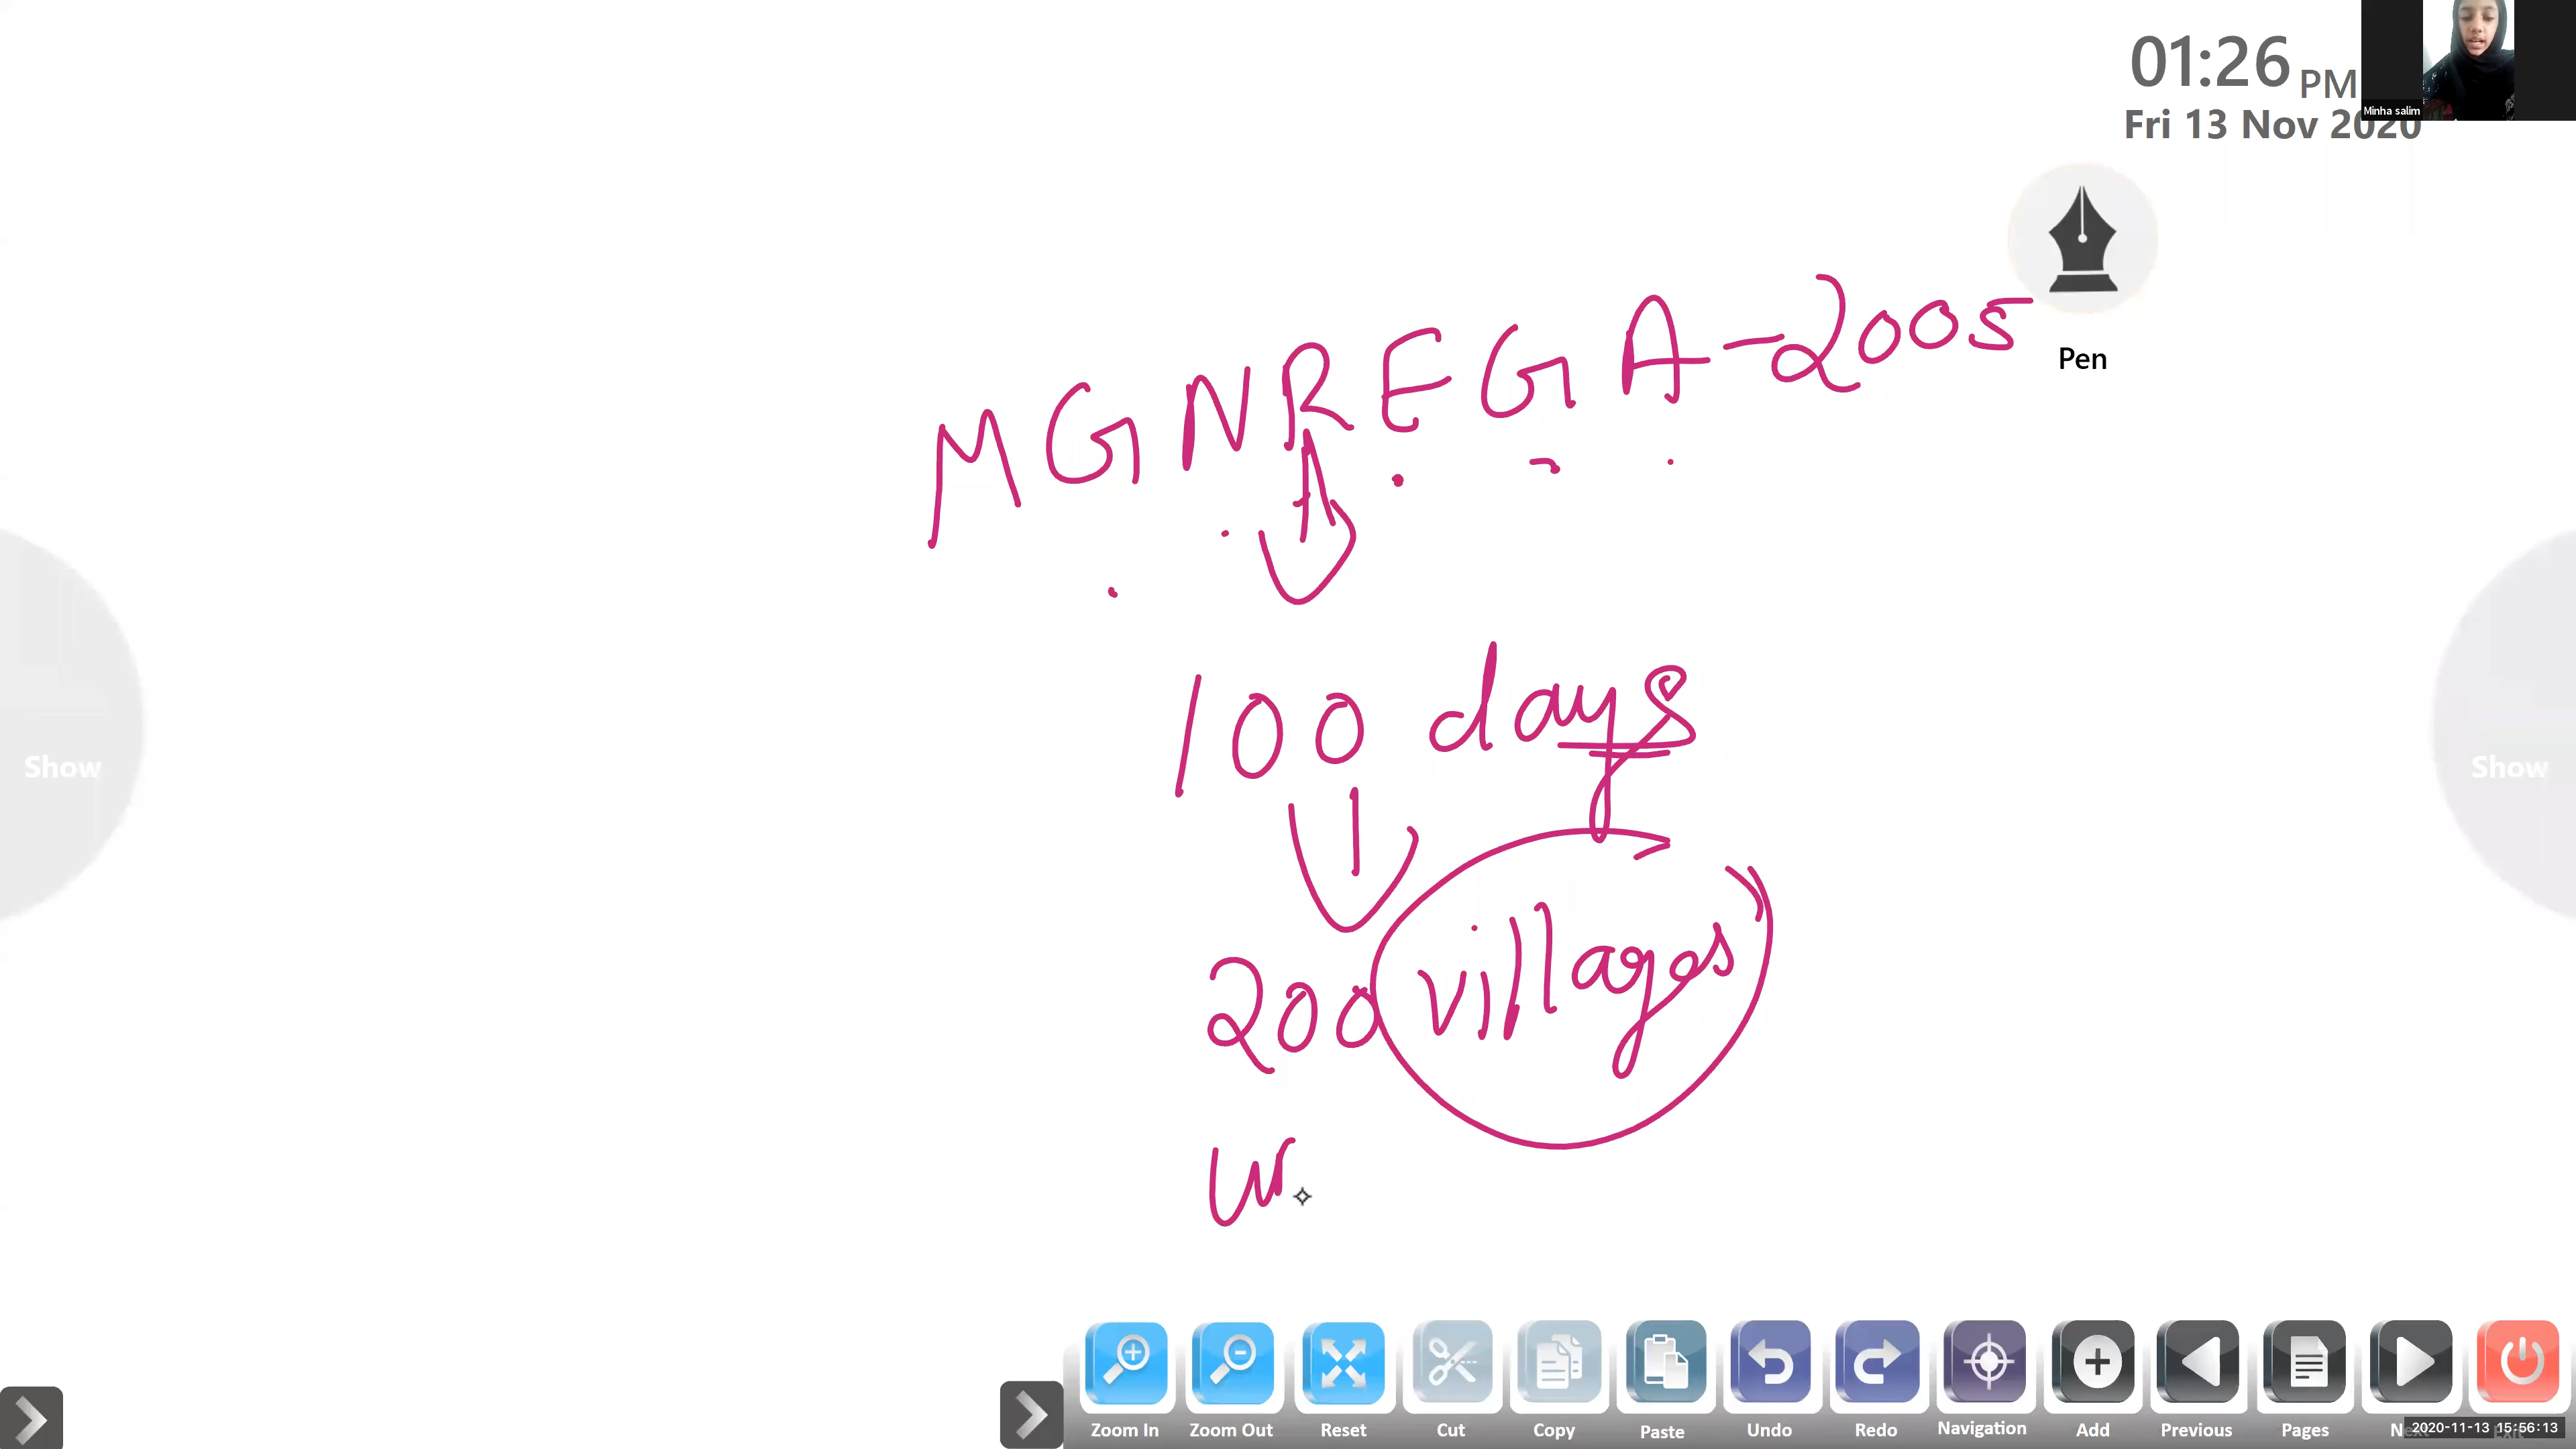 01:26 PM
Minha salim
Fri 13 Nov 2020
Pen
MGNREGA-2005
100 days
200 villages
Show
Show
Zoom In Zoom Out Reset Cut Copy Paste Undo Redo Navigation Add Previous Pages
2020-11-13 15:56:13